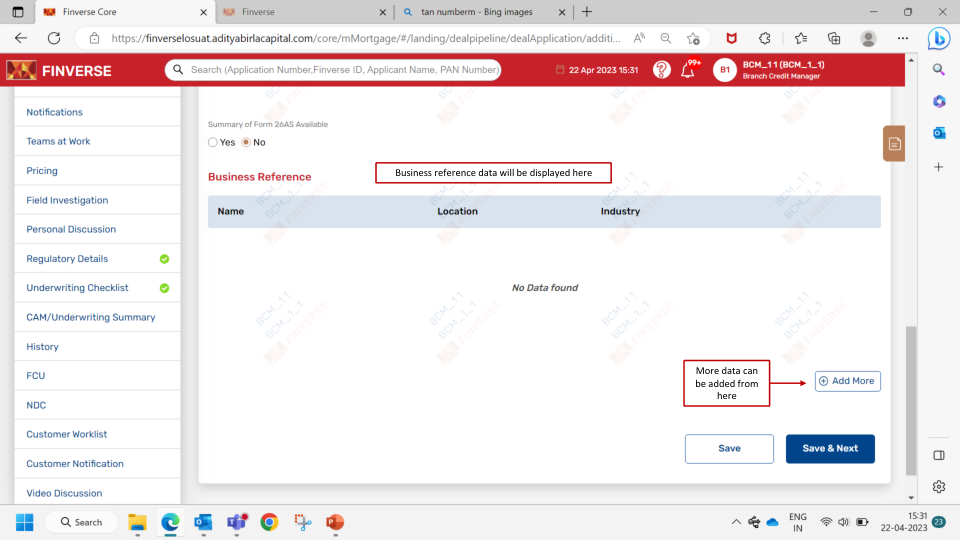 Finverse Core
Finverse
tan numberm - Bing images
https://finverselosuat.adityabirlacapital.com/core/mMortgage/#/landing/dealpipeline/dealApplication/additi...
FINVERSE
Search (Application Number,Finverse ID, Applicant Name, PAN Number)
22 Apr 2023 15:31
99+
B1
BCM_1 1 (BCM_1_1)
Branch Credit Manager
Notifications
Teams at Work
Pricing
Field Investigation
Personal Discussion
Regulatory Details
Underwriting Checklist
CAM/Underwriting Summary
History
FCU
NDC
Customer Worklist
Customer Notification
Video Discussion
Summary of Form 26AS Available
Yes No
Business Reference
Business reference data will be displayed here
Name Location Industry
No Data found
More data can
be added from
here
Add More
Save
Save & Next
BCM_1 1
BCM_1_1
FINVERSE
Search
ENG
IN
15:31
22-04-2023
23